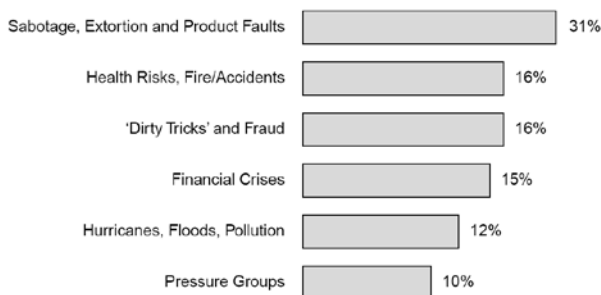 Sabotage, Extortion and Product Faults 31%
Health Risks, Fire/Accidents 16%
‘Dirty Tricks’ and Fraud 16%
Financial Crises 15%
Hurricanes, Floods, Pollution 12%
Pressure Groups 10%